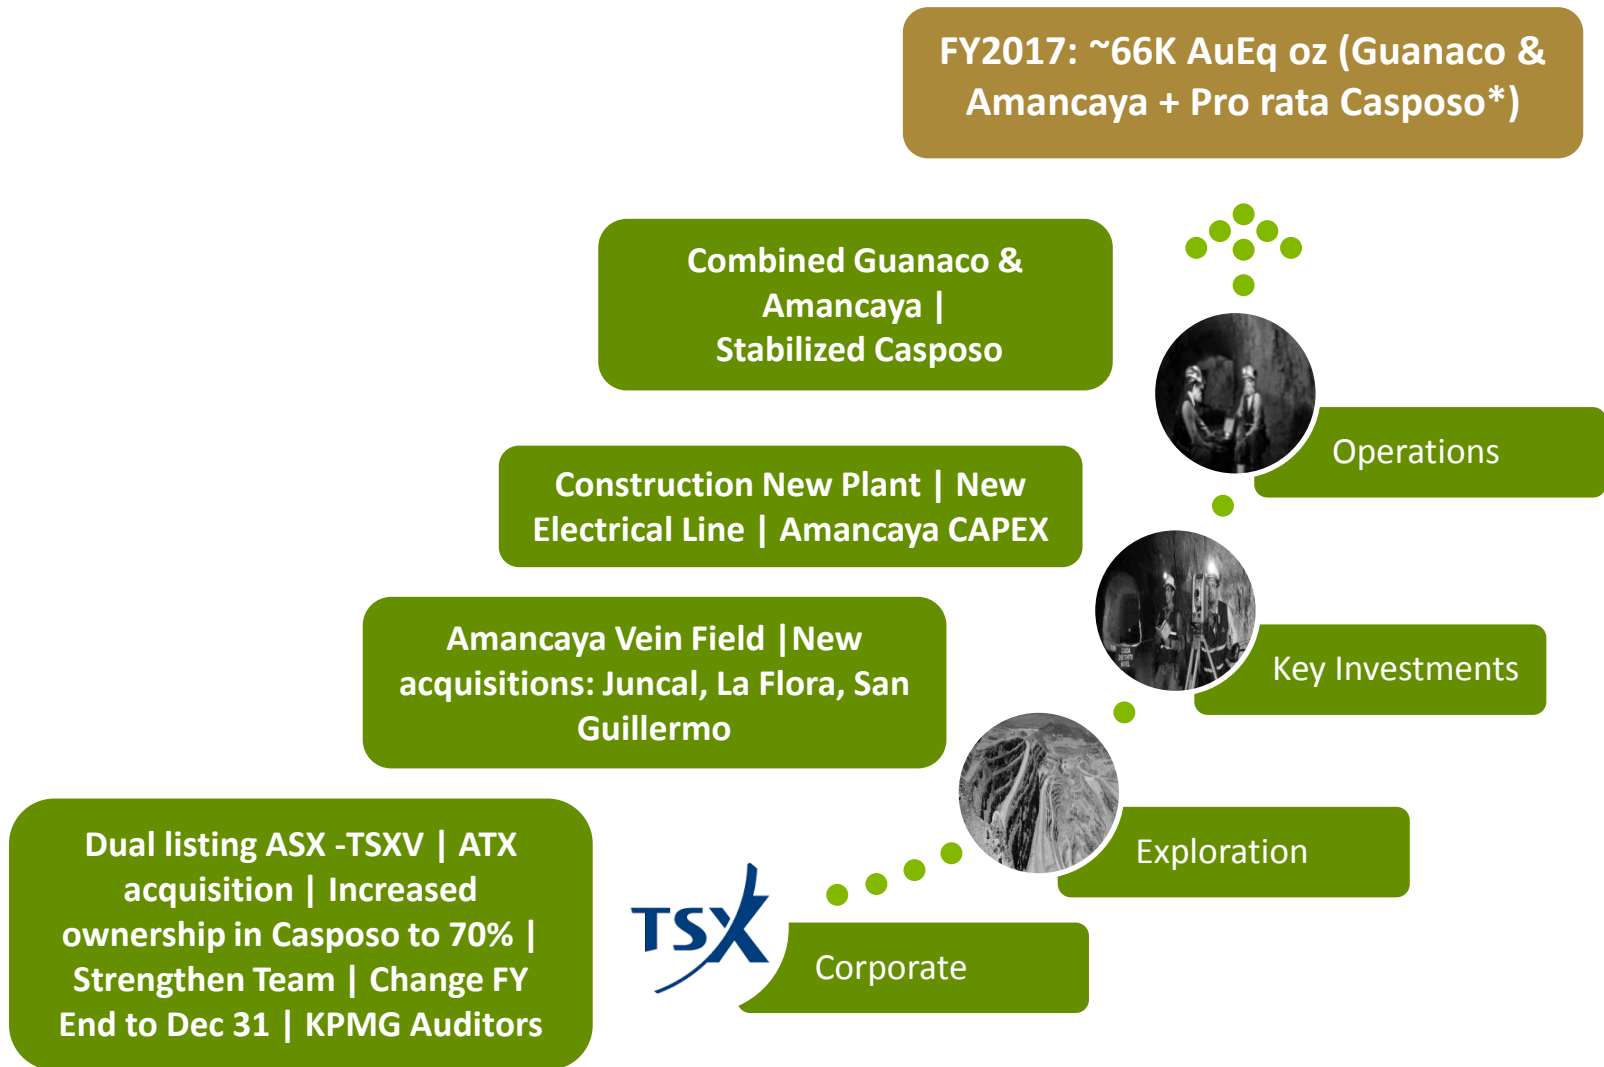 FY2017: ~66K AuEq oz (Guanaco &
Amancaya + Pro rata Casposo*)
Combined Guanaco &
Amancaya |
Stabilized Casposo
Operations
Construction New Plant | New
Electrical Line | Amancaya CAPEX
Key Investments
Amancaya Vein Field |New
acquisitions: Juncal, La Flora, San
Guillermo
Exploration
Dual listing ASX -TSXV | ATX
acquisition | Increased
ownership in Casposo to 70% |
Strengthen Team | Change FY
End to Dec 31 | KPMG Auditors
TSX
Corporate